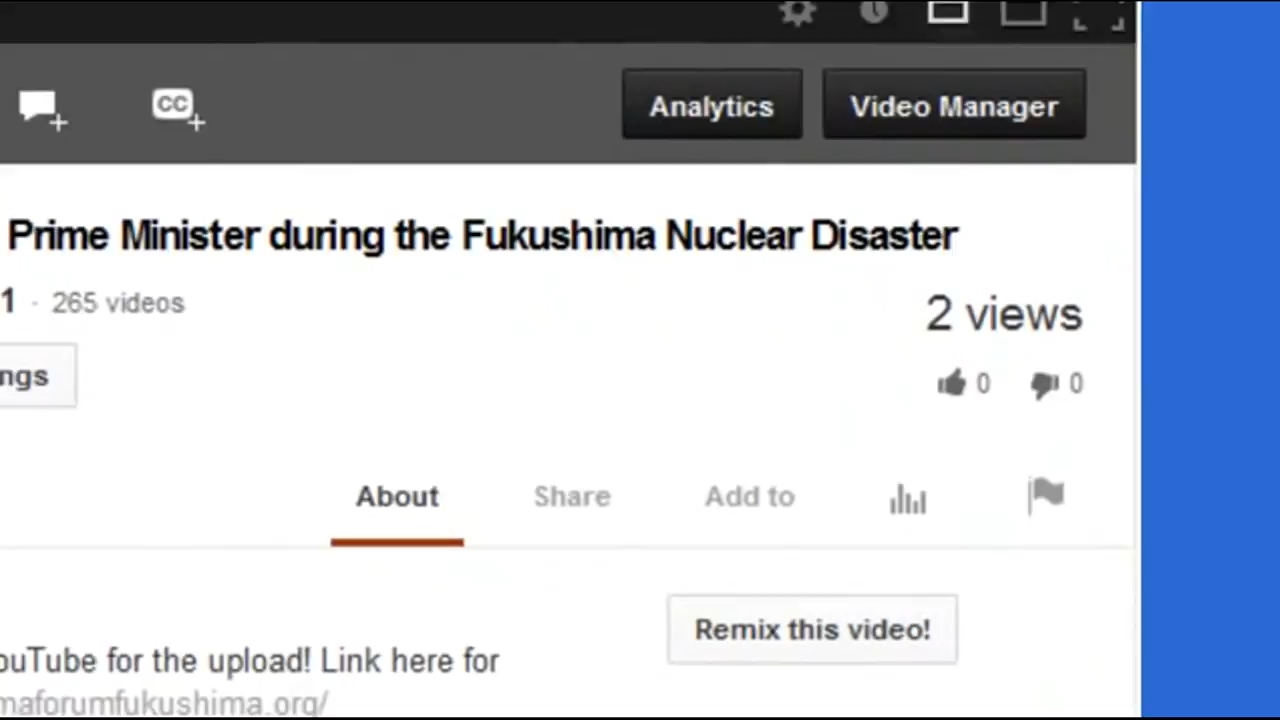 CC
Analytics
Video Manager
Prime Minister during the Fukushima Nuclear Disaster
1 · 265 videos
2 views
ngs
0
0
About
Share
Add to
Remix this video!
ouTube for the upload! Link here for
maforumfukushima.org/